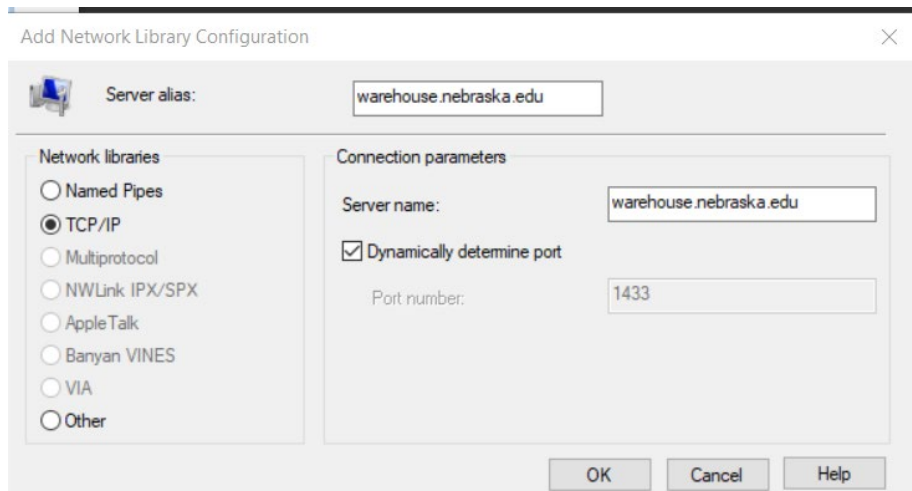 Add Network Library Configuration
Server alias: warehouse.nebraska.edu
Network libraries
Named Pipes
TCP/IP
Multiprotocol
NWLink IPX/SPX
AppleTalk
Banyan VINES
VIA
Other
Connection parameters
Server name: warehouse.nebraska.edu
Dynamically determine port
Port number: 1433
OK Cancel Help